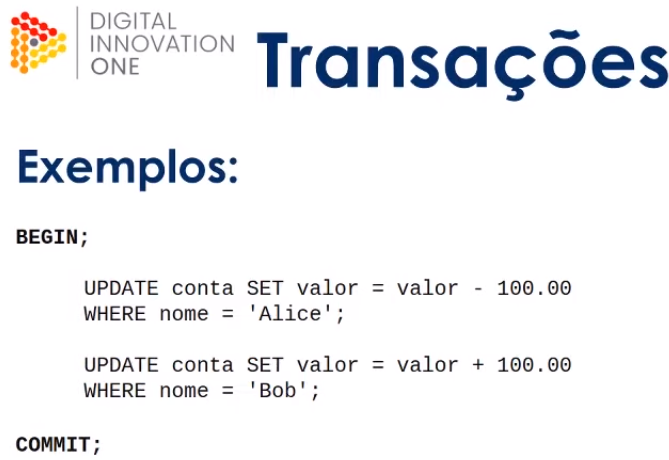 DIGITAL
INNOVATION
ONE
Transações
Exemplos:
BEGIN;
UPDATE conta SET valor = valor - 100.00
WHERE nome = 'Alice';
UPDATE conta SET valor = valor + 100.00
WHERE nome = 'Bob';
COMMIT;